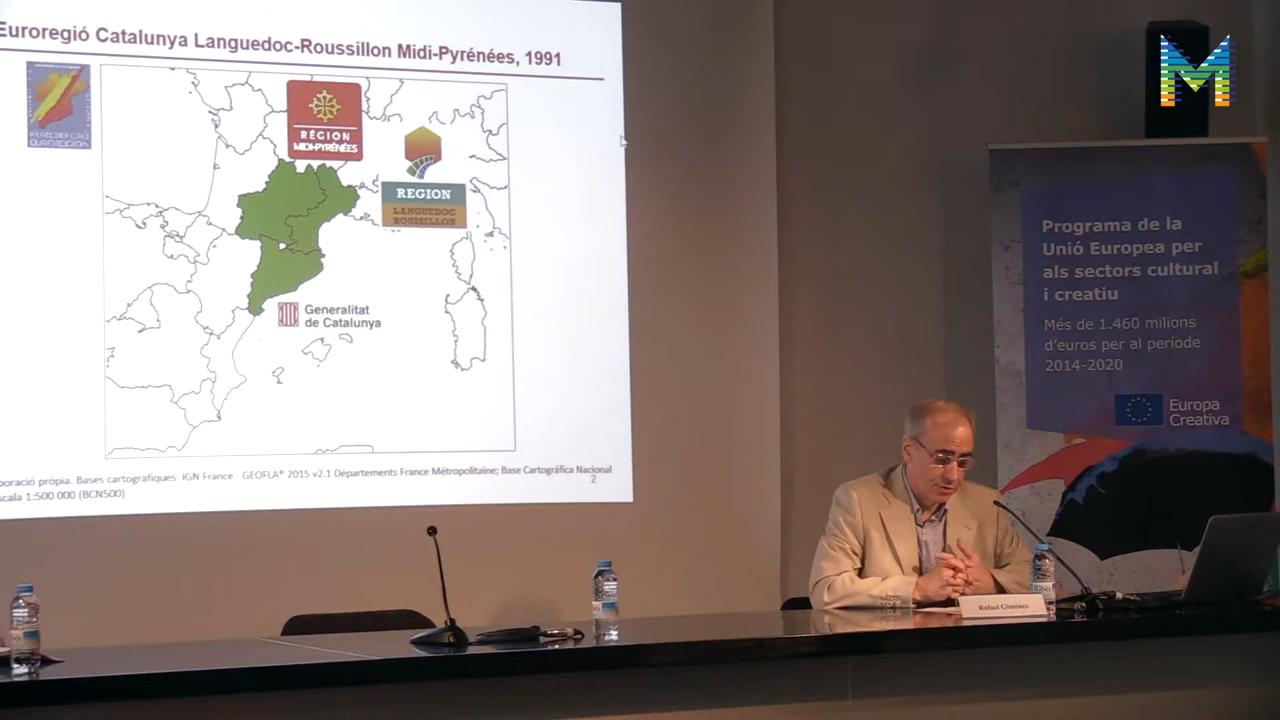 Euroregió Catalunya Languedoc-Roussillon Midi-Pyrénées, 1991
RÉGION
MIDI-PYRÉNÉES
REGION
LANGUEDOC
ROUSSILLON
Generalitat
de Catalunya
pròpia. Bases cartogràfiques: IGN France GEOFLA® 2015 v2.1 Départements France Métropolitaine; Base Cartográfica Nacional
1:500 000 (BCN500)
2
M
Programa de la
Unió Europea per
als sectors cultural
i creatiu
Més de 1.460 milions
d'euros per al període
2014-2020
Europa
Creativa
Rafael Giménez